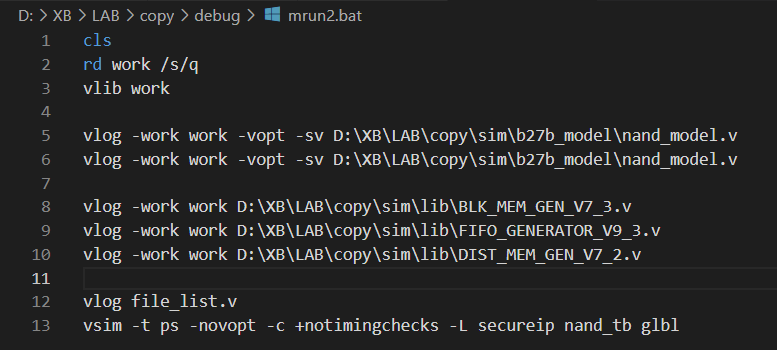 D: > XB > LAB > copy > debug > mrun2.bat
1 cls
2 rd work /s/q
3 vlib work
4
5 vlog -work work -vopt -sv D:\XB\LAB\copy\sim\b27b_model\nand_model.v
6 vlog -work work -vopt -sv D:\XB\LAB\copy\sim\b27b_model\nand_model.v
7
8 vlog -work work D:\XB\LAB\copy\sim\lib\BLK_MEM_GEN_V7_3.v
9 vlog -work work D:\XB\LAB\copy\sim\lib\FIFO_GENERATOR_V9_3.v
10 vlog -work work D:\XB\LAB\copy\sim\lib\DIST_MEM_GEN_V7_2.v
11
12 vlog file_list.v
13 vsim -t ps -novopt -c +notimingchecks -L secureip nand_tb glbl